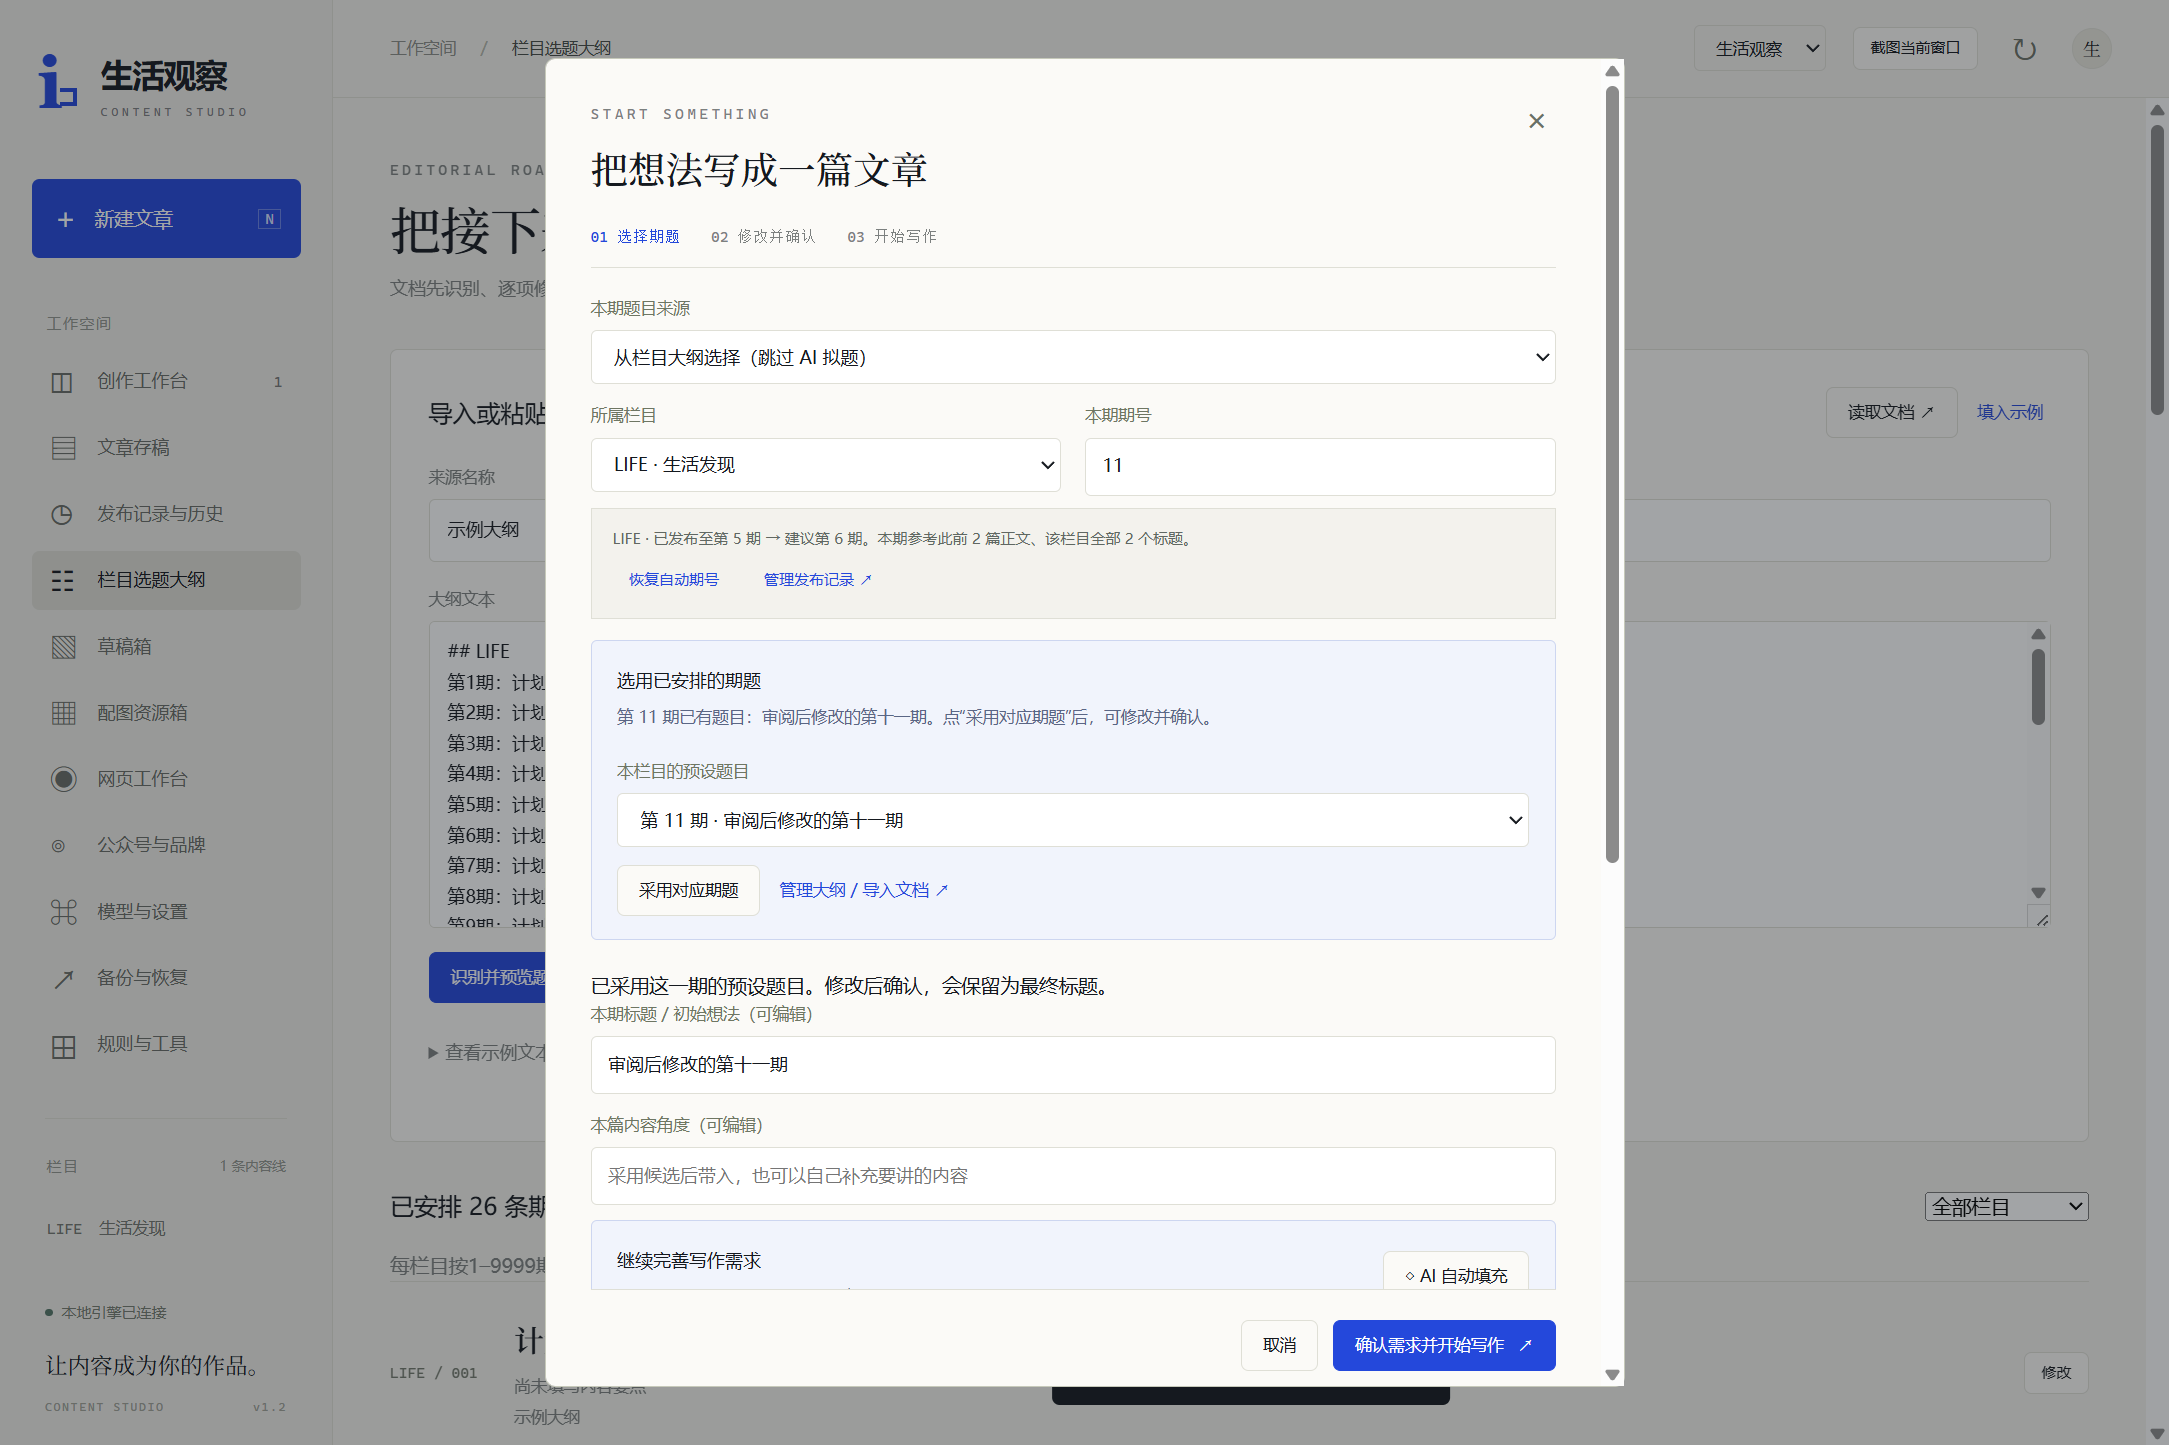 生活观察
CONTENT STUDIO
+ 新建文章 N
工作空间
创作工作台 1
文章存稿
发布记录与历史
栏目选题大纲
草稿箱
配图资源箱
网页工作台
公众号与品牌
模型与设置
备份与恢复
规则与工具
栏目 1 条内容线
LIFE 生活发现
本地引擎已连接
让内容成为你的作品。
CONTENT STUDIO v1.2
工作空间 / 栏目选题大纲
生活观察
截图当前窗口
生
EDITORIAL ROA
把接下
文档先识别、逐项修
导入或粘贴
读取文档 ↗
填入示例
来源名称
示例大纲
大纲文本
## LIFE
第1期：计划
第2期：计划
第3期：计划
第4期：计划
第5期：计划
第6期：计划
第7期：计划
第8期：计划
第9期：计划
识别并预览题
查看示例文本
已安排 26 条期
全部栏目
每栏目按1–9999期
LIFE / 001
计
示例大纲
修改
START SOMETHING
把想法写成一篇文章
01 选择期题 02 修改并确认 03 开始写作
本期题目来源
从栏目大纲选择（跳过 AI 拟题）
所属栏目
LIFE · 生活发现
本期期号
11
LIFE · 已发布至第 5 期 → 建议第 6 期。本期参考此前 2 篇正文、该栏目全部 2 个标题。
恢复自动期号 管理发布记录 ↗
选用已安排的期题
第 11 期已有题目：审阅后修改的第十一期。点“采用对应期题”后，可修改并确认。
本栏目的预设题目
第 11 期 · 审阅后修改的第十一期
采用对应期题 管理大纲 / 导入文档 ↗
已采用这一期的预设题目。修改后确认，会保留为最终标题。
本期标题 / 初始想法（可编辑）
审阅后修改的第十一期
本篇内容角度（可编辑）
采用候选后带入，也可以自己补充要讲的内容
继续完善写作需求
◇ AI 自动填充
取消 确认需求并开始写作 ↗